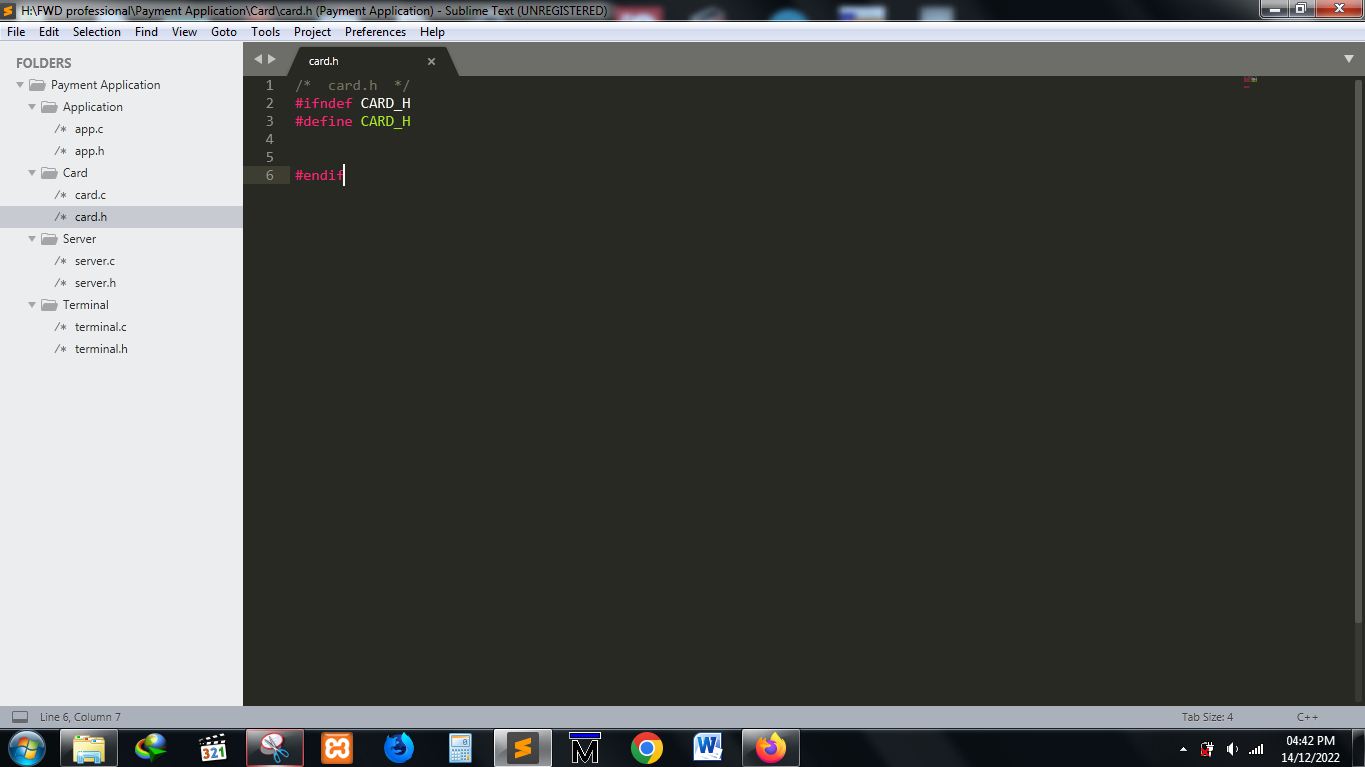 H:\FWD professional\Payment Application\Card\card.h (Payment Application) - Sublime Text (UNREGISTERED)
File Edit Selection Find View Goto Tools Project Preferences Help
FOLDERS
Payment Application
Application
/* app.c
/* app.h
Card
/* card.c
/* card.h
Server
/* server.c
/* server.h
Terminal
/* terminal.c
/* terminal.h
card.h
1 /*  card.h  */
2 #ifndef CARD_H
3 #define CARD_H
4
5
6 #endif
Line 6, Column 7
Tab Size: 4
C++
321
M
W
04:42 PM
14/12/2022